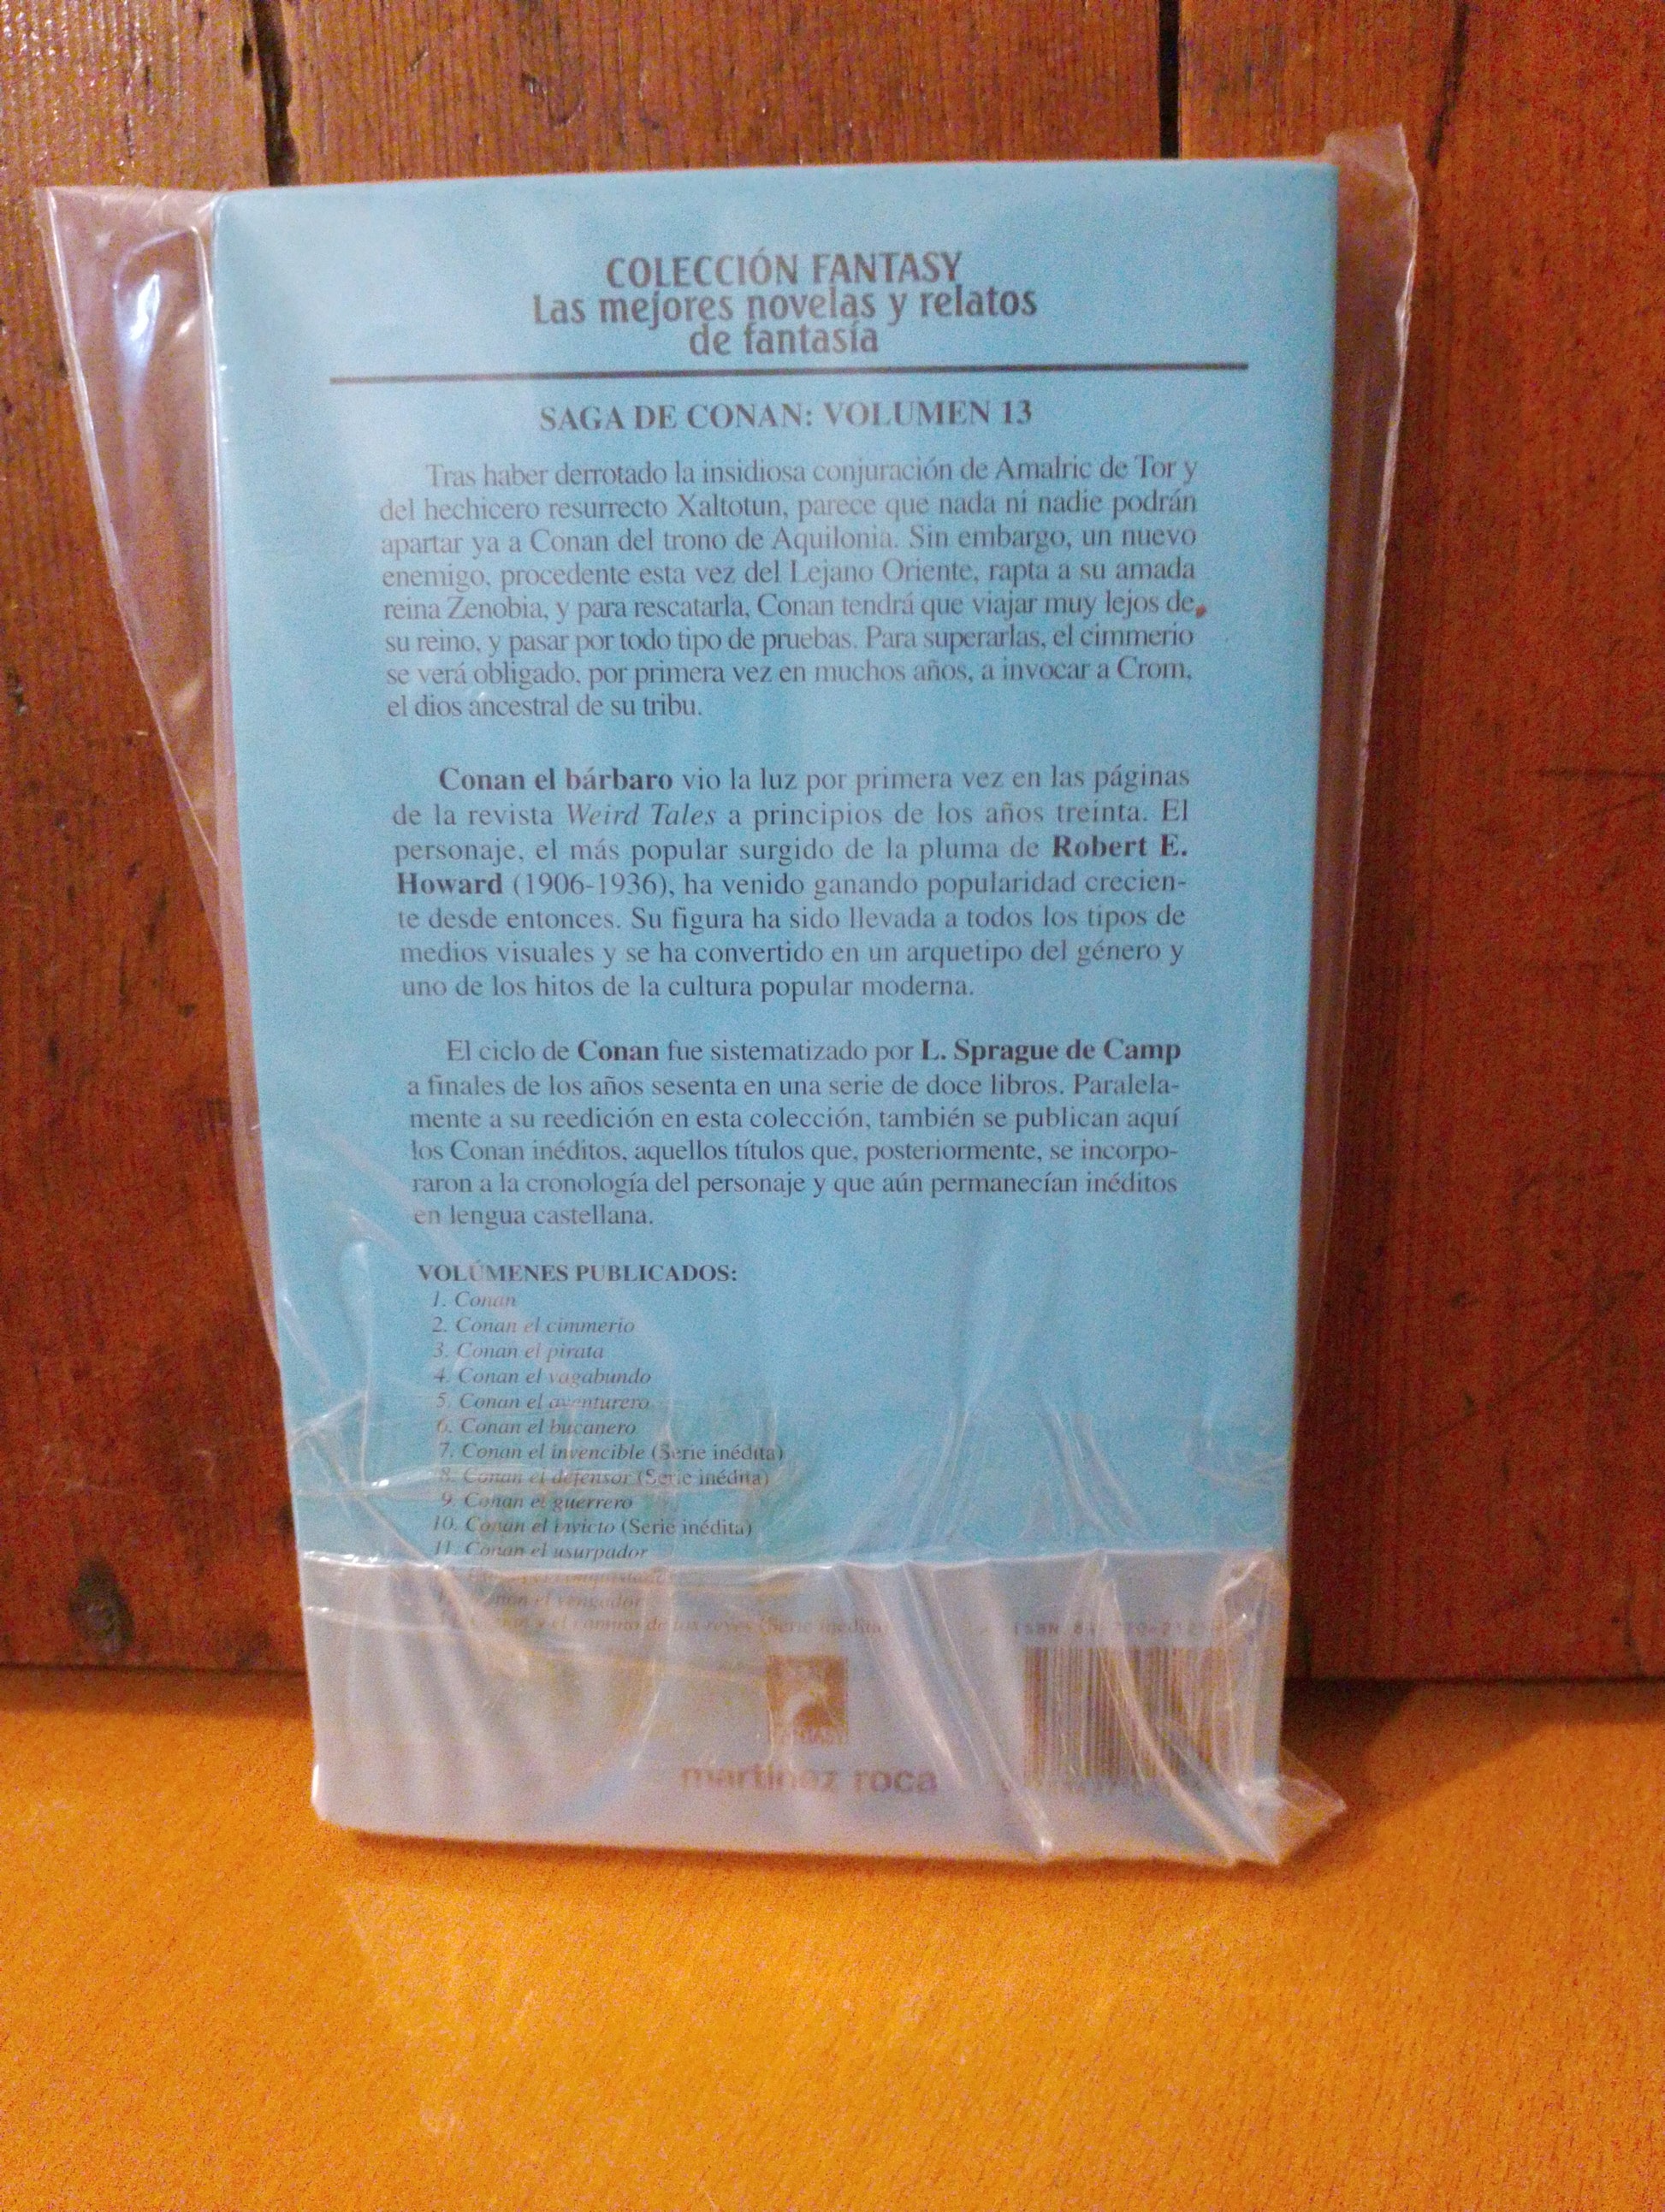 COLECCIÓN FANTASY
Las mejores novelas y relatos
de fantasía
SAGA DE CONAN: VOLUMEN 13
Tras haber derrotado la insidiosa conjuración de Amalric de Tor y
del hechicero resurrecto Xaltotun, parece que nada ni nadie podrán
apartar ya a Conan del trono de Aquilonia. Sin embargo, un nuevo
enemigo, procedente esta vez del Lejano Oriente, rapta a su amada
reina Zenobia, y para rescatarla, Conan tendrá que viajar muy lejos de
su reino, y pasar por todo tipo de pruebas. Para superarlas, el cimmerio
se verá obligado, por primera vez en muchos años, a invocar a Crom,
el dios ancestral de su tribu.
Conan el bárbaro vio la luz por primera vez en las páginas
de la revista Weird Tales a principios de los años treinta. El
personaje, el más popular surgido de la pluma de Robert E.
Howard (1906-1936), ha venido ganando popularidad crecien-
te desde entonces. Su figura ha sido llevada a todos los tipos de
medios visuales y se ha convertido en un arquetipo del género y
uno de los hitos de la cultura popular moderna.
El ciclo de Conan fue sistematizado por L. Sprague de Camp
a finales de los años sesenta en una serie de doce libros. Paralela-
mente a su reedición en esta colección, también se publican aquí
los Conan inéditos, aquellos títulos que, posteriormente, se incorpo-
raron a la cronología del personaje y que aún permanecían inéditos
en lengua castellana.
VOLÚMENES PUBLICADOS:
1. Conan
2. Conan el cimmerio
3. Conan el pirata
4. Conan el vagabundo
5. Conan el aventurero
6. Conan el bucanero
7. Conan el invencible (Serie inédita)
8. Conan el defensor (Serie inédita)
9. Conan el guerrero
10. Conan el invicto (Serie inédita)
11. Conan el usurpador
Conan el vengador
Conan y el camino de los reyes (Serie inédita)
ISBN
martínez roca